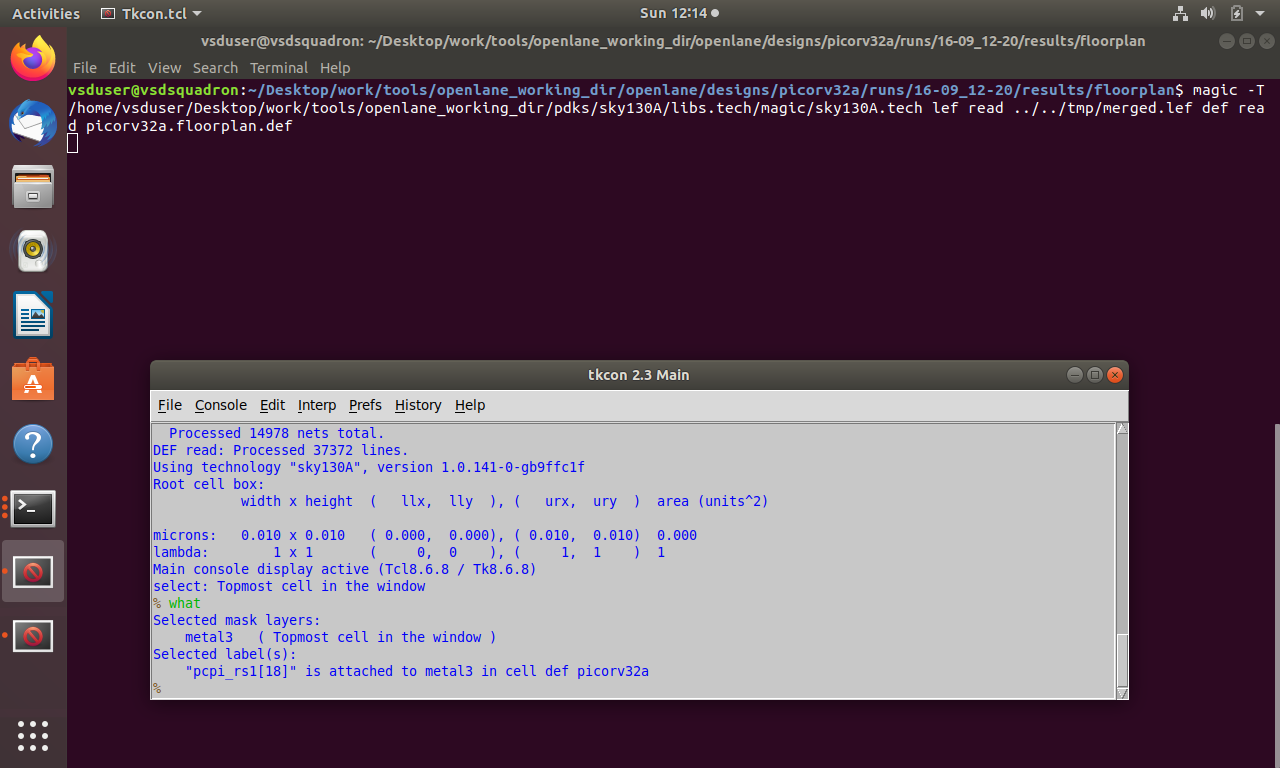 Activities Tkcon.tcl Sun 12:14
vsduser@vsdsquadron: ~/Desktop/work/tools/openlane_working_dir/openlane/designs/picorv32a/runs/16-09_12-20/results/floorplan
File Edit View Search Terminal Help
vsduser@vsdsquadron:~/Desktop/work/tools/openlane_working_dir/openlane/designs/picorv32a/runs/16-09_12-20/results/floorplan$ magic -T
/home/vsduser/Desktop/work/tools/openlane_working_dir/pdks/sky130A/libs.tech/magic/sky130A.tech lef read ../../tmp/merged.lef def rea
d picorv32a.floorplan.def
tkcon 2.3 Main
File Console Edit Interp Prefs History Help
Processed 14978 nets total.
DEF read: Processed 37372 lines.
Using technology "sky130A", version 1.0.141-0-gb9ffc1f
Root cell box:
width x height ( llx, lly ), ( urx, ury ) area (units^2)
microns: 0.010 x 0.010 ( 0.000, 0.000), ( 0.010, 0.010) 0.000
lambda: 1 x 1 ( 0, 0 ), ( 1, 1 ) 1
Main console display active (Tcl8.6.8 / Tk8.6.8)
select: Topmost cell in the window
% what
Selected mask layers:
metal3 ( Topmost cell in the window )
Selected label(s):
"pcpi_rs1[18]" is attached to metal3 in cell def picorv32a
%